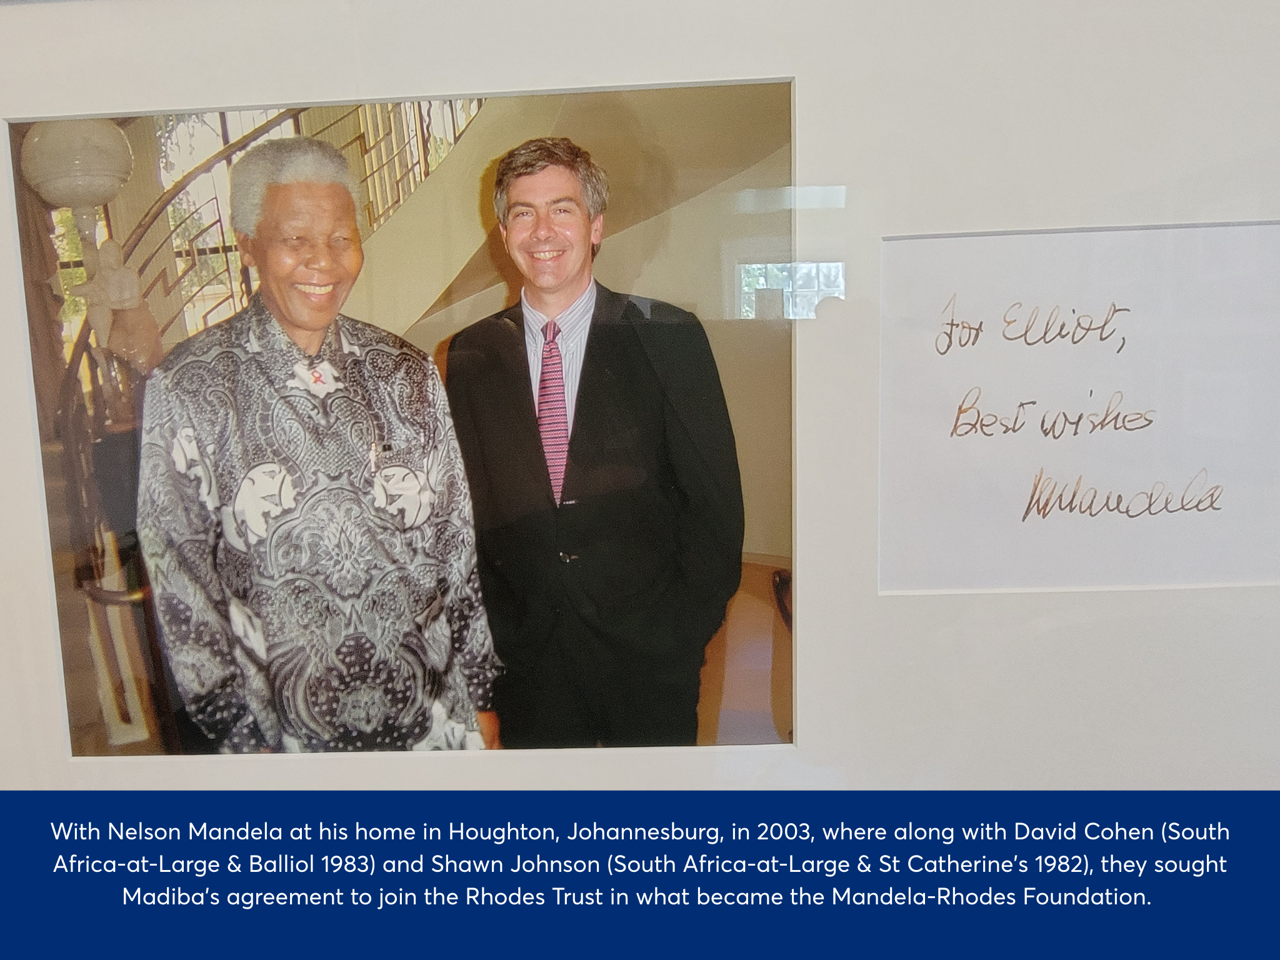 For Elliot,
Best wishes
NMandela
With Nelson Mandela at his home in Houghton, Johannesburg, in 2003, where along with David Cohen (South
Africa-at-Large & Balliol 1983) and Shawn Johnson (South Africa-at-Large & St Catherine's 1982), they sought
Madiba's agreement to join the Rhodes Trust in what became the Mandela-Rhodes Foundation.